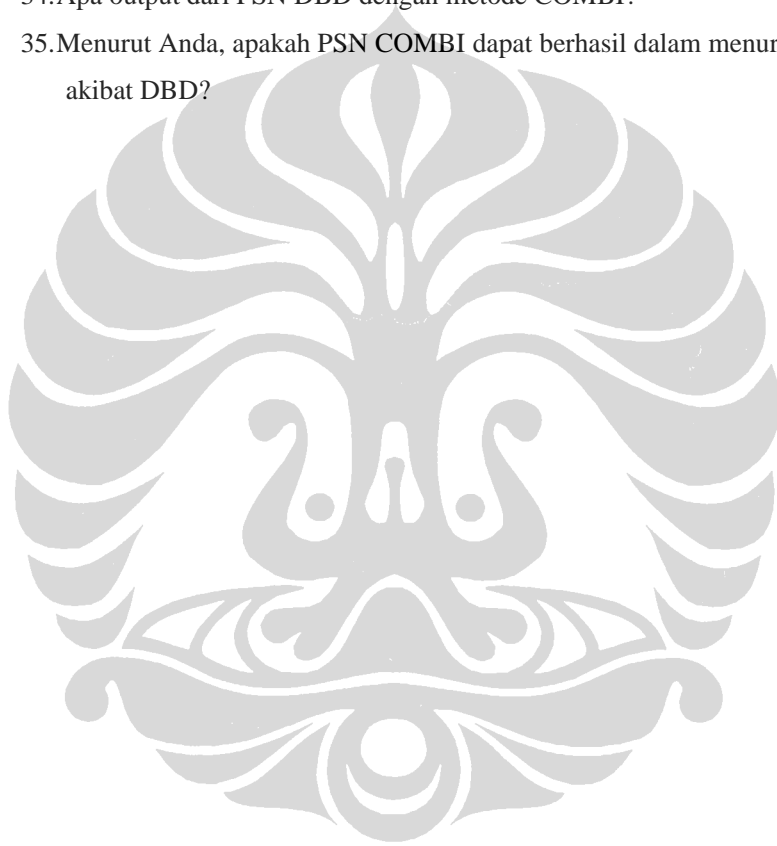 34.Apa output dari PSN DBD dengan metode COMBI?
35.Menurut Anda, apakah PSN COMBI dapat berhasil dalam
akibat DBD?